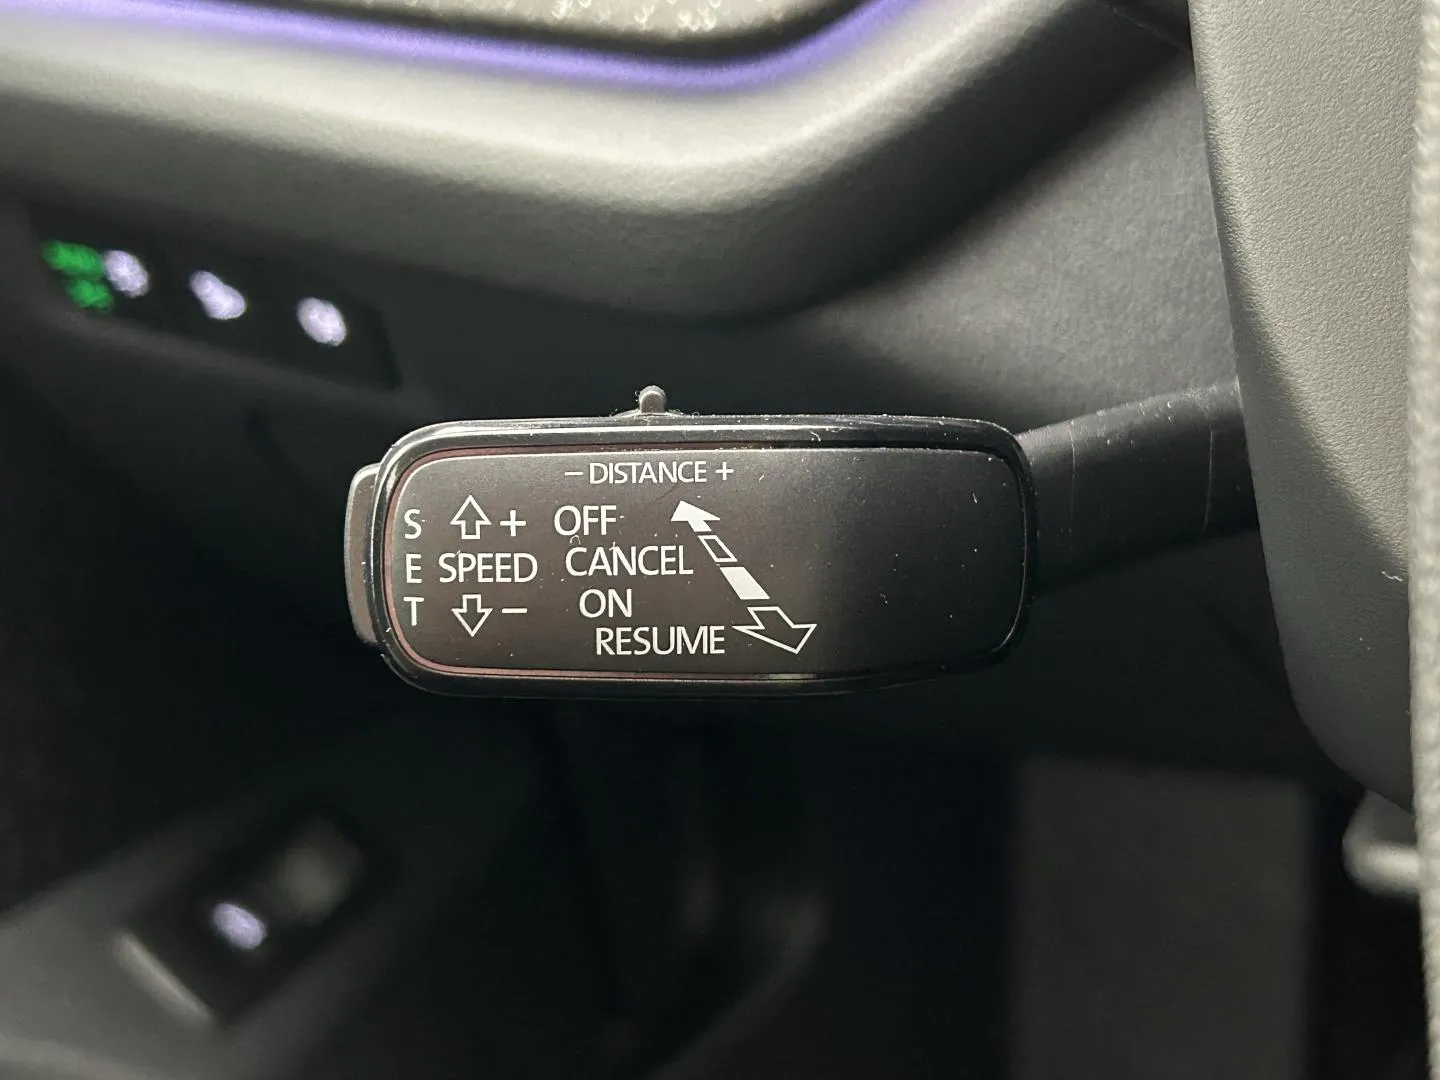 − DISTANCE +
S ⇧ + OFF
E SPEED CANCEL
T ⇩ − ON
RESUME